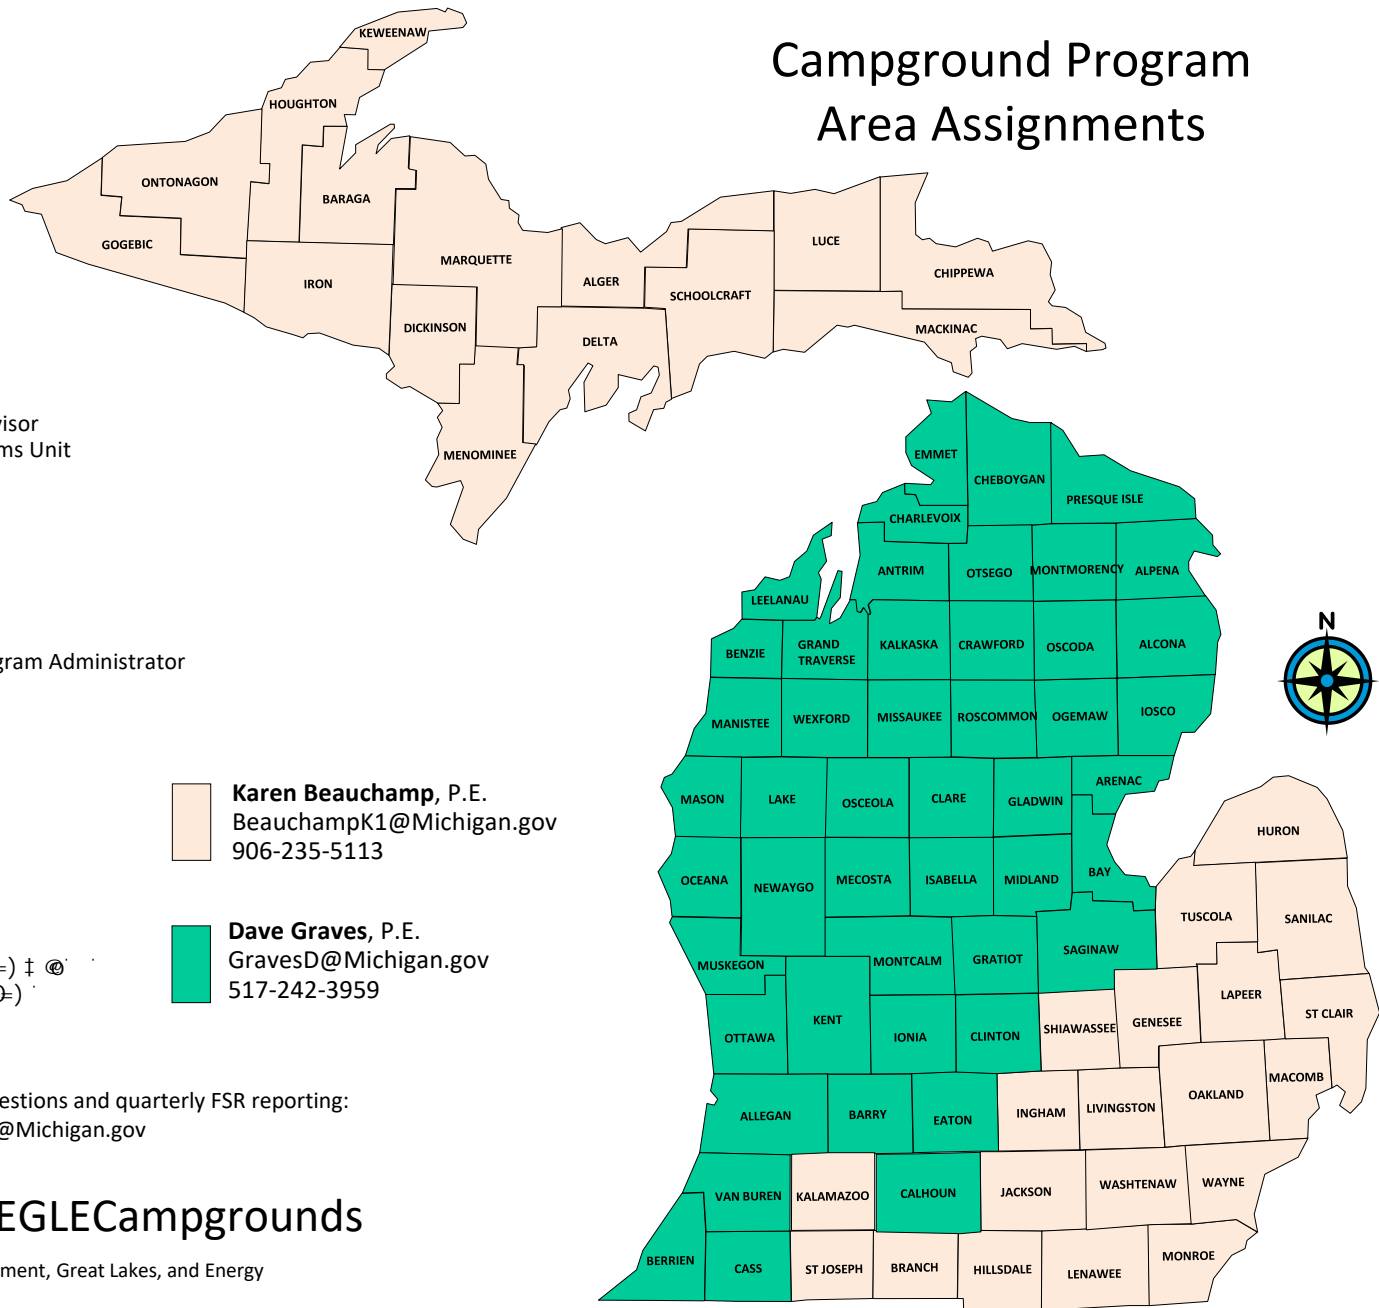 Campground Program
Area Assignments
KEWEENAW
HOUGHTON
ONTONAGON
BARAGA
GOGEBIC
IRON
MARQUETTE
DICKINSON
MENOMINEE
ALGER
DELTA
SCHOOLCRAFT
LUCE
CHIPPEWA
MACKINAC
visor
ms Unit
gram Administrator
Karen Beauchamp, P.E.
BeauchampK1@Michigan.gov
906-235-5113
Dave Graves, P.E.
GravesD@Michigan.gov
517-242-3959
estions and quarterly FSR reporting:
@Michigan.gov
EGLECampgrounds
ment, Great Lakes, and Energy
N
EMMET
CHEBOYGAN
PRESQUE ISLE
CHARLEVOIX
ANTRIM
OTSEGO
MONTMORENCY
ALPENA
LEELANAU
BENZIE
GRAND
TRAVERSE
KALKASKA
CRAWFORD
OSCODA
ALCONA
MANISTEE
WEXFORD
MISSAUKEE
ROSCOMMON
OGEMAW
IOSCO
MASON
LAKE
OSCEOLA
CLARE
GLADWIN
ARENAC
OCEANA
NEWAYGO
MECOSTA
ISABELLA
MIDLAND
BAY
HURON
TUSCOLA
SANILAC
MUSKEGON
MONTCALM
GRATIOT
SAGINAW
LAPEER
ST CLAIR
OTTAWA
KENT
IONIA
CLINTON
SHIAWASSEE
GENESEE
ALLEGAN
BARRY
EATON
INGHAM
LIVINGSTON
OAKLAND
MACOMB
VAN BUREN
KALAMAZOO
CALHOUN
JACKSON
WASHTENAW
WAYNE
BERRIEN
CASS
ST JOSEPH
BRANCH
HILLSDALE
LENAWEE
MONROE